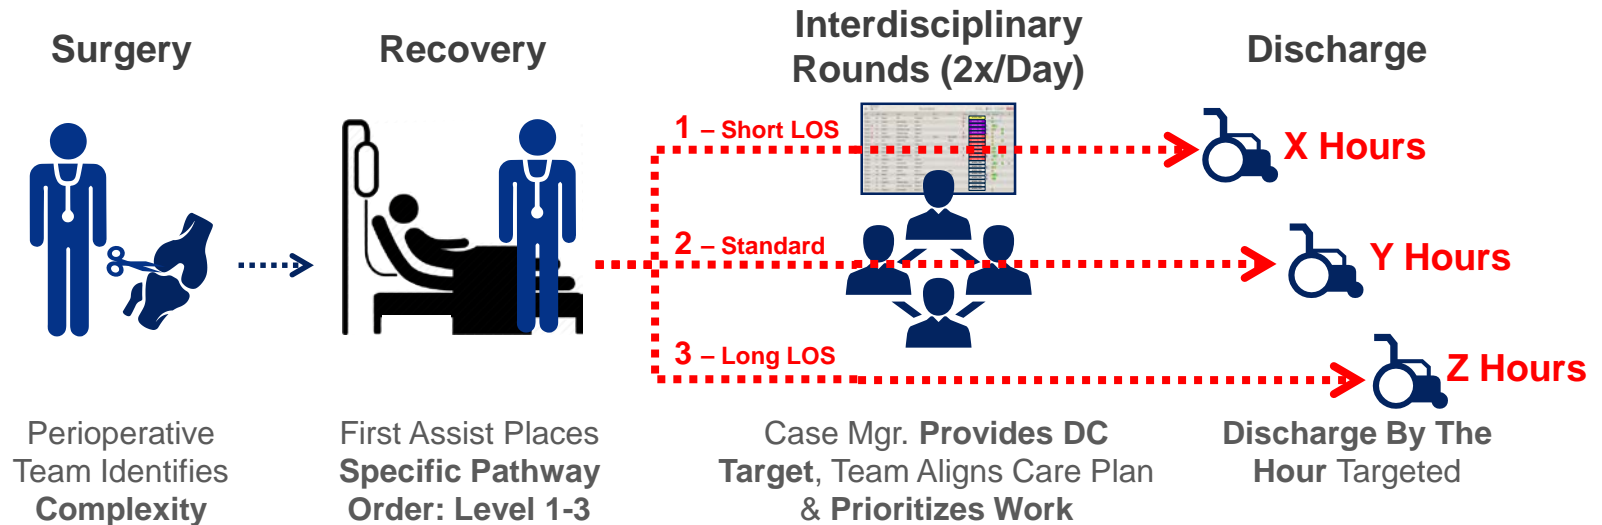 Surgery
Recovery
Interdisciplinary
Rounds (2x/Day)
Discharge
1 – Short LOS
X Hours
2 – Standard
Y Hours
3 – Long LOS
Z Hours
Perioperative
Team Identifies
Complexity
First Assist Places
Specific Pathway
Order: Level 1-3
Case Mgr. Provides DC
Target, Team Aligns Care Plan
& Prioritizes Work
Discharge By The
Hour Targeted